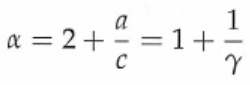 α = 2 + a/c = 1 + 1/γ